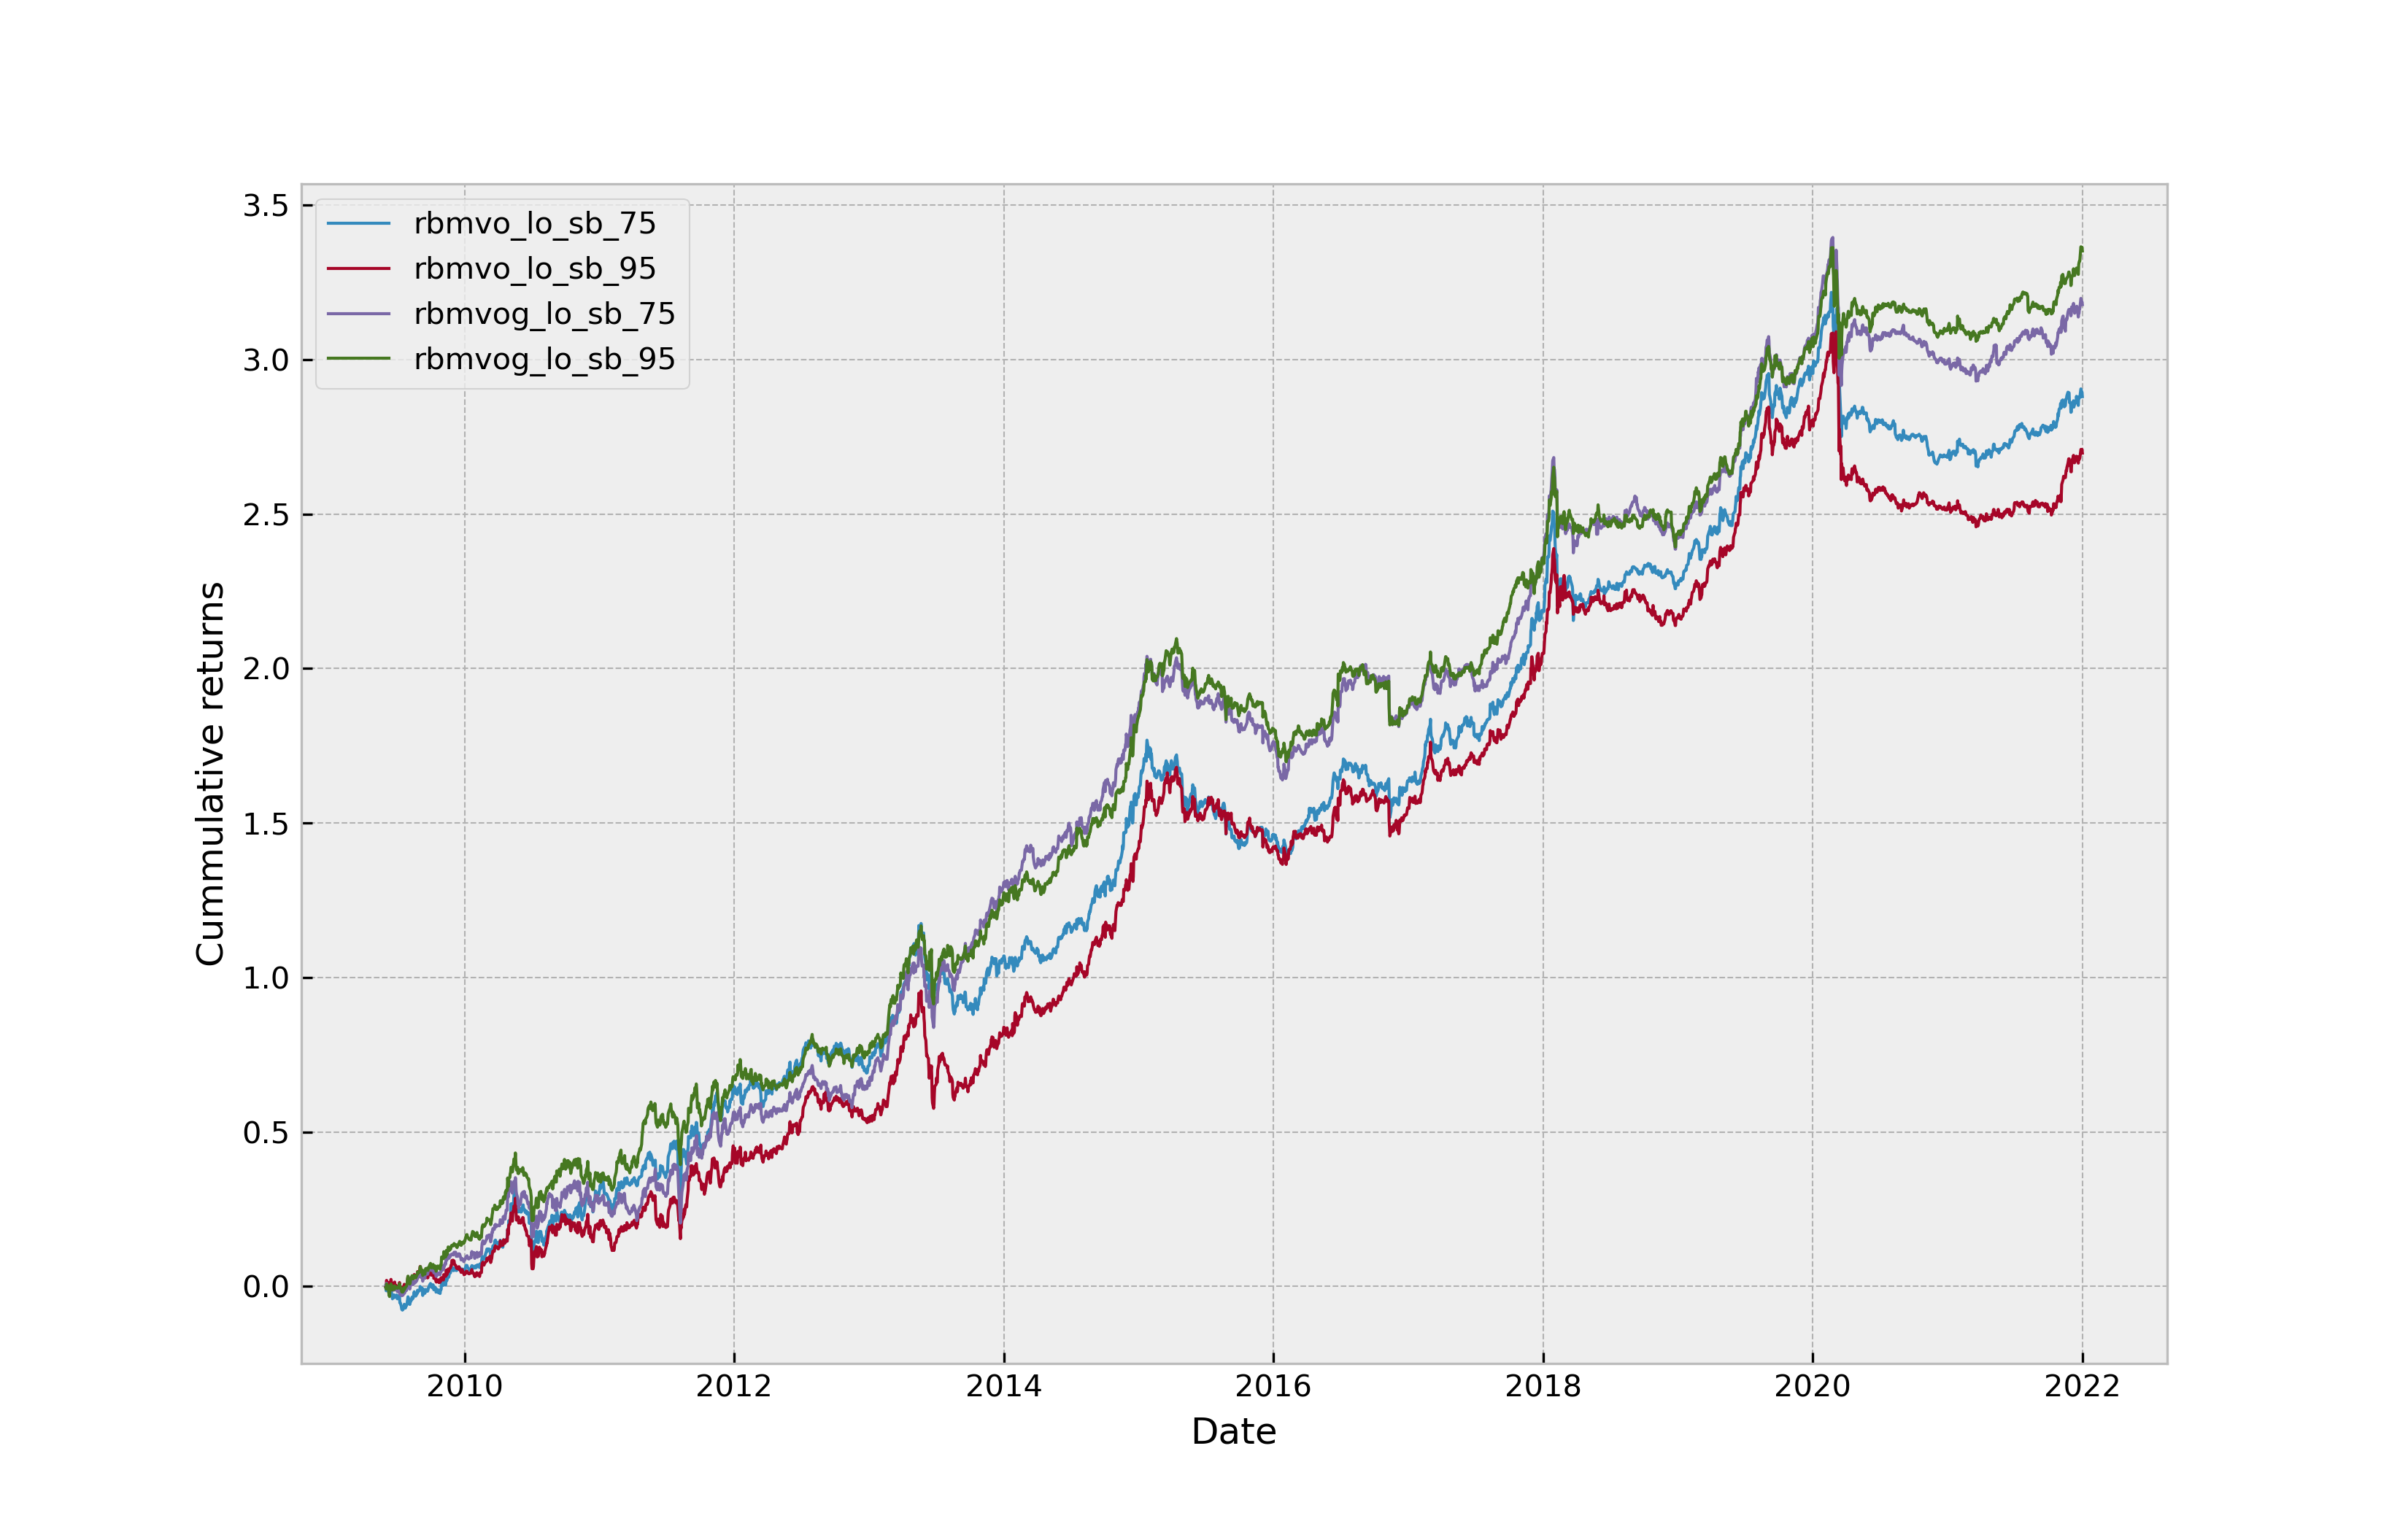 3.5
3.0
2.5
2.0
1.5
1.0
0.5
0.0
Cummulative returns
rbmvo_lo_sb_75
rbmvo_lo_sb_95
rbmvog_lo_sb_75
rbmvog_lo_sb_95
2010 2012 2014 2016 2018 2020 2022
Date